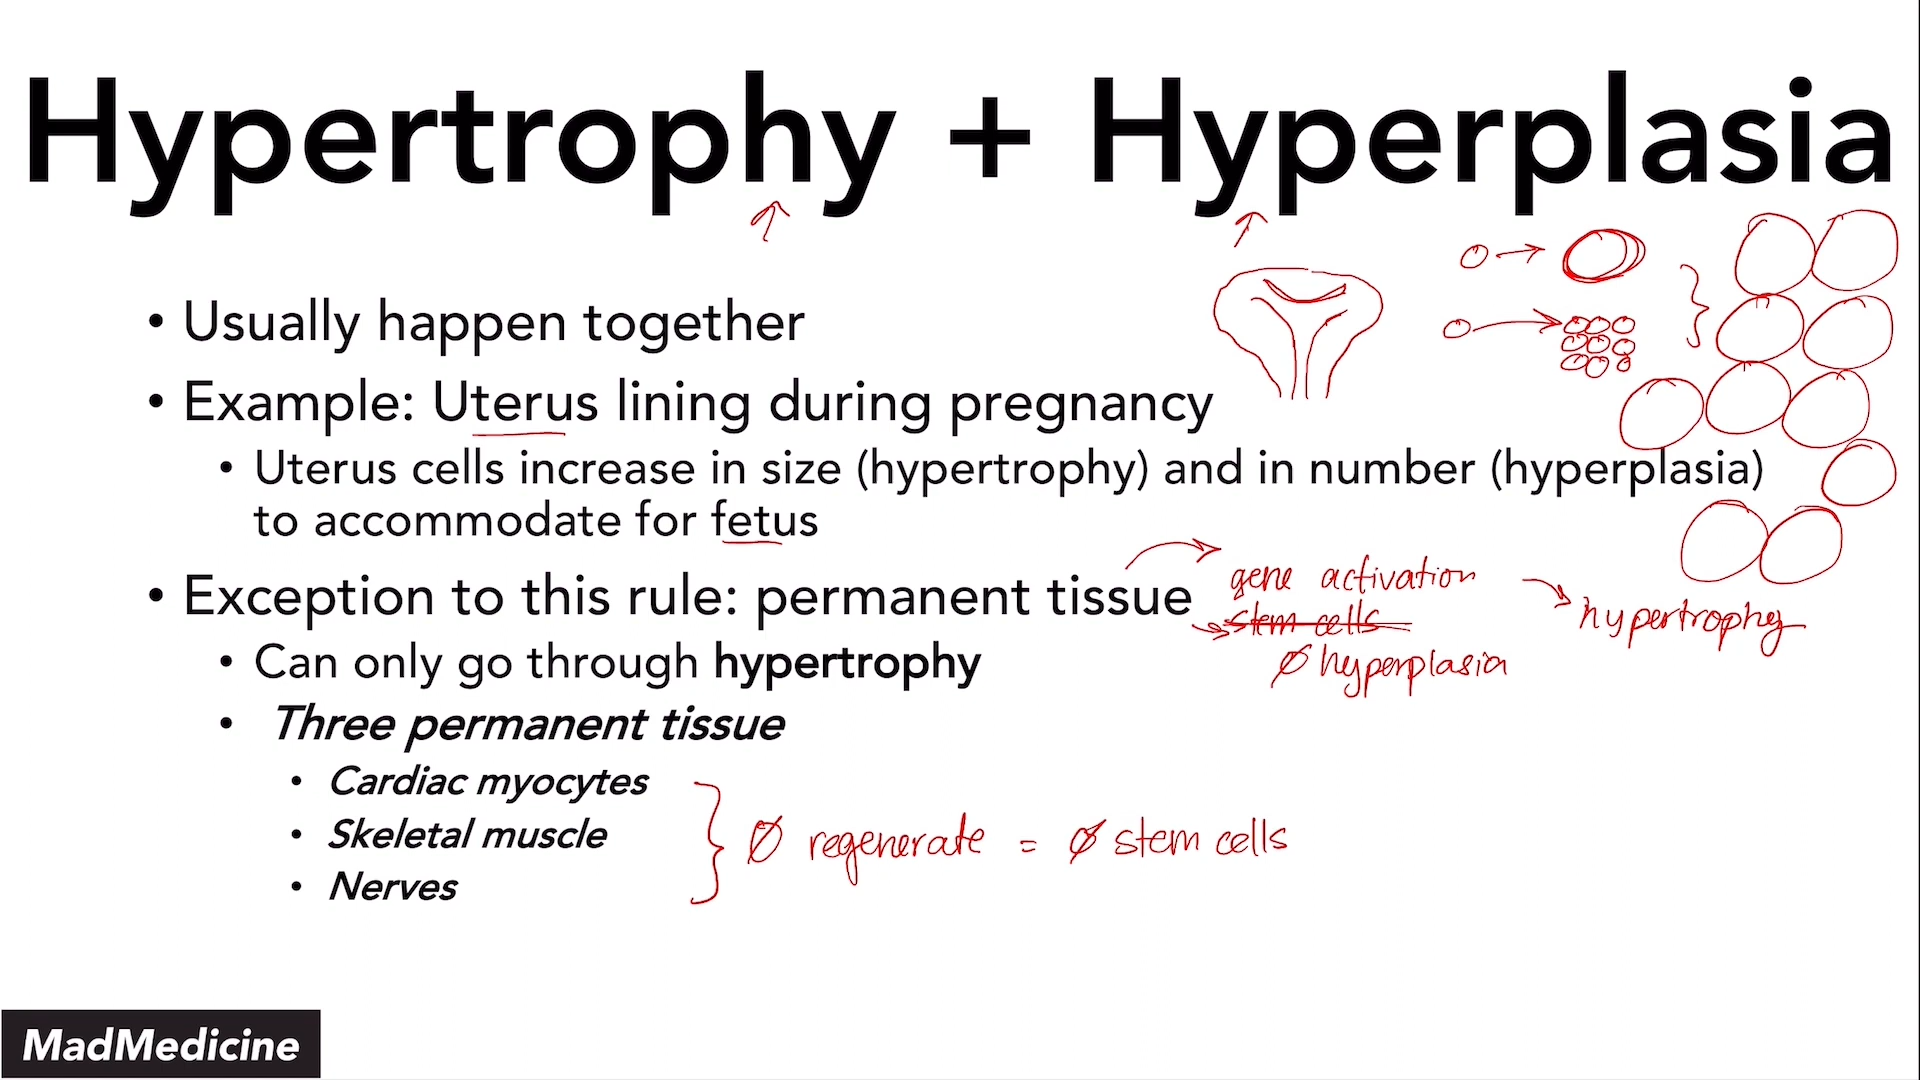 Hypertrophy + Hyperplasia
• Usually happen together
• Example: Uterus lining during pregnancy
• Uterus cells increase in size (hypertrophy) and in number (hyperplasia)
to accommodate for fetus
• Exception to this rule: permanent tissue
gene activation
stem cells
hypertrophy
Ø hyperplasia
• Can only go through hypertrophy
• Three permanent tissue
• Cardiac myocytes
• Skeletal muscle
• Nerves
Ø regenerate = Ø stem cells
MadMedicine